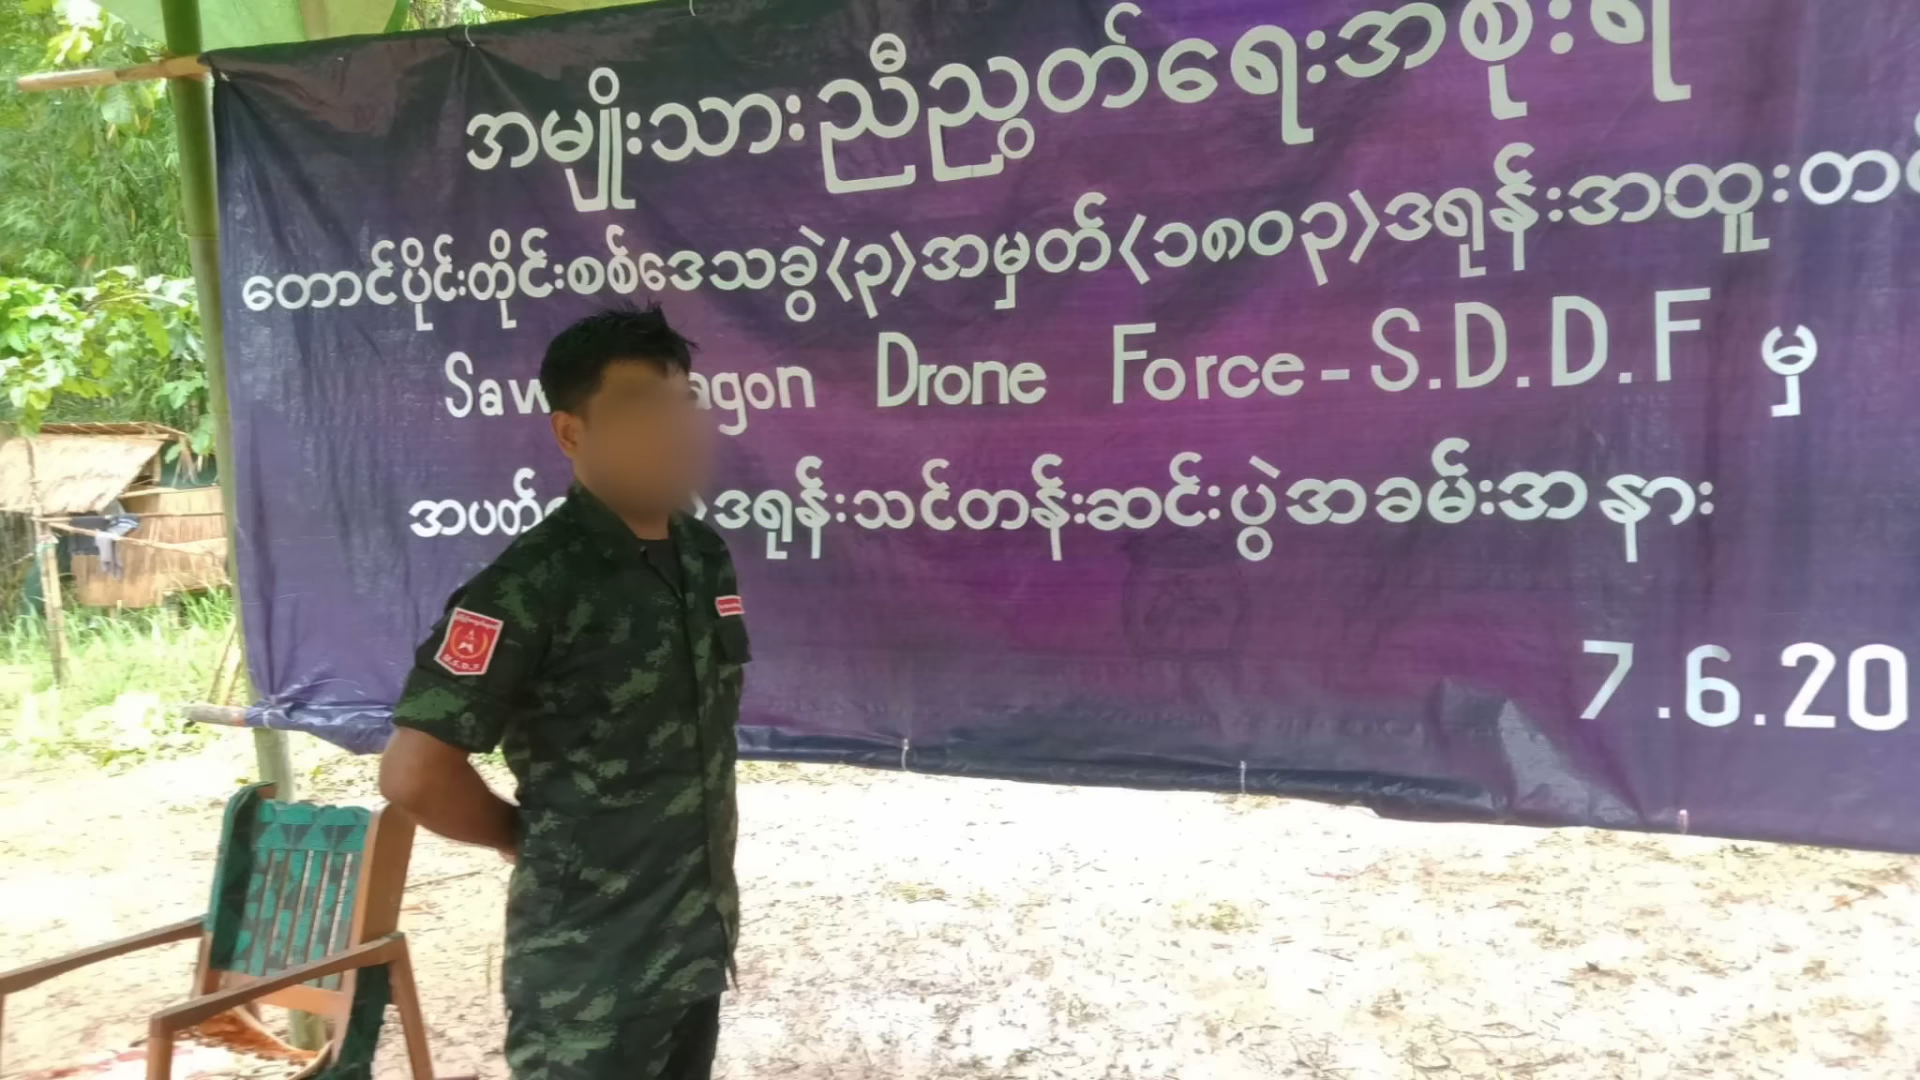 အမျိုးသားညီညွတ်ရေးအစိုးရ
တောင်ပိုင်းတိုင်းစစ်ဒေသခွဲ(၃)အမှတ်(၁၈၀၃)ဒရုန်းအထူး
Drone Force-S.D.D.F မှ
ဒရုန်းသင်တန်းဆင်းပွဲအခမ်းအနား
7.6.20